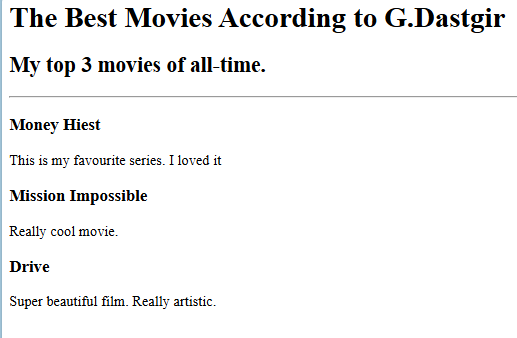 The Best Movies According to G.Dastgir
My top 3 movies of all-time.
Money Hiest
This is my favourite series. I loved it
Mission Impossible
Really cool movie.
Drive
Super beautiful film. Really artistic.